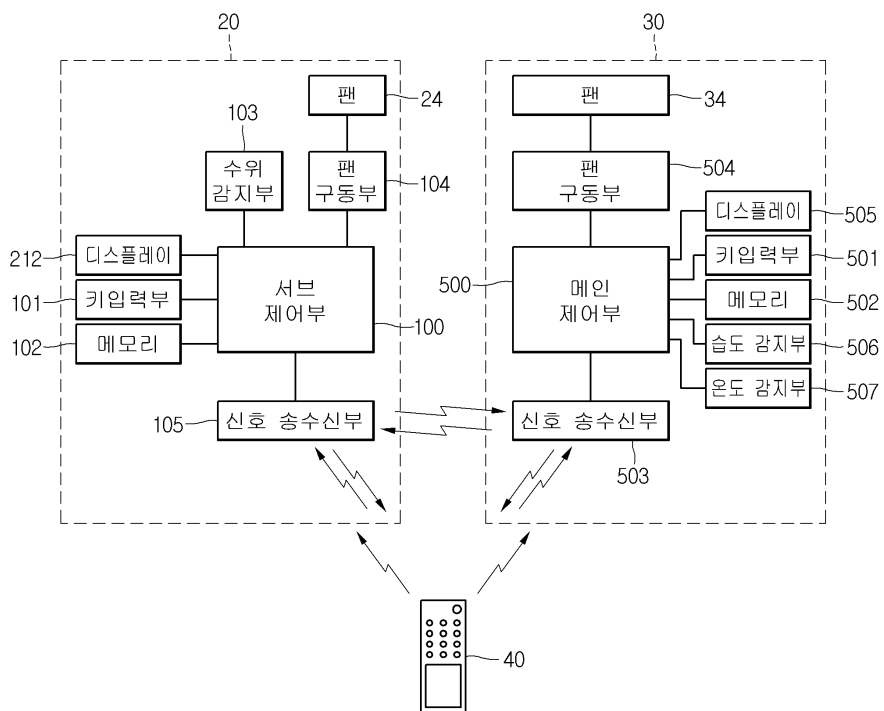 20
30
팬
24
팬
34
103
수위
감지부
팬
구동부
104
팬
구동부
504
디스플레이
505
212
디스플레이
키입력부
501
101
키입력부
서브
제어부
100
500
메인
제어부
메모리
502
102
메모리
습도 감지부
506
온도 감지부
507
105
신호 송수신부
신호 송수신부
503
40